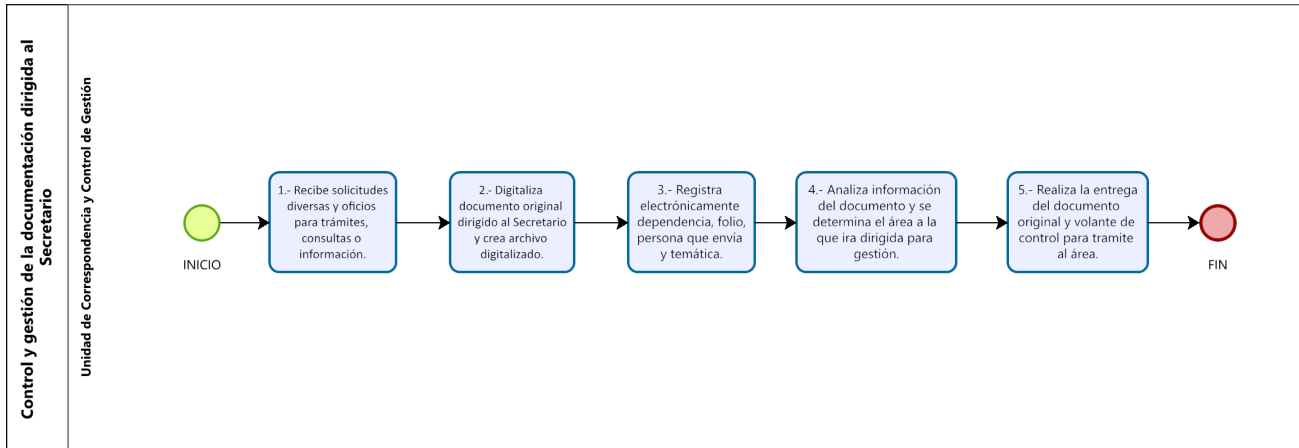 Control y gestión de la documentación dirigida al
Secretario
Unidad de Correspondencia y Control de Gestión
INICIO
1.- Recibe solicitudes
diversas y oficios
para trámites,
consultas o
información.
2.- Digitaliza
documento original
dirigido al Secretario
y crea archivo
digitalizado.
3.- Registra
electrónicamente
dependencia, folio,
persona que envía
y temática.
4.- Analiza información
del documento y se
determina el área a la
que ira dirigida para
gestión.
5.- Realiza la entrega
del documento
original y volante de
control para tramite
al área.
FIN